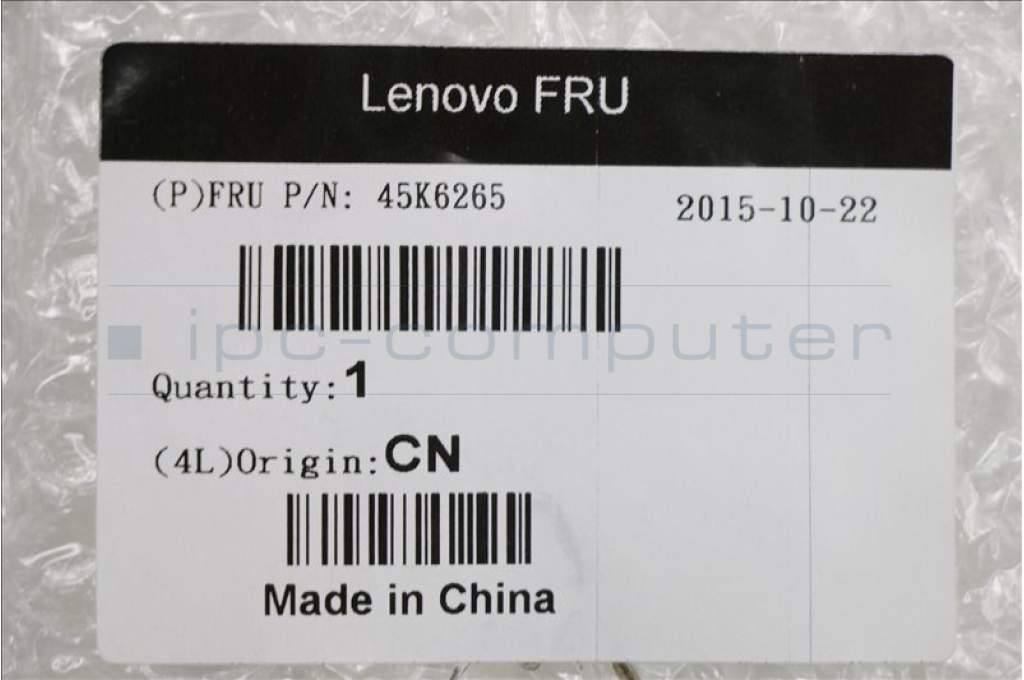 Lenovo FRU
(P)FRU P/N: 45K6265
2015-10-22
ipc-computer
Quantity:1
(4L)Origin:CN
Made in China